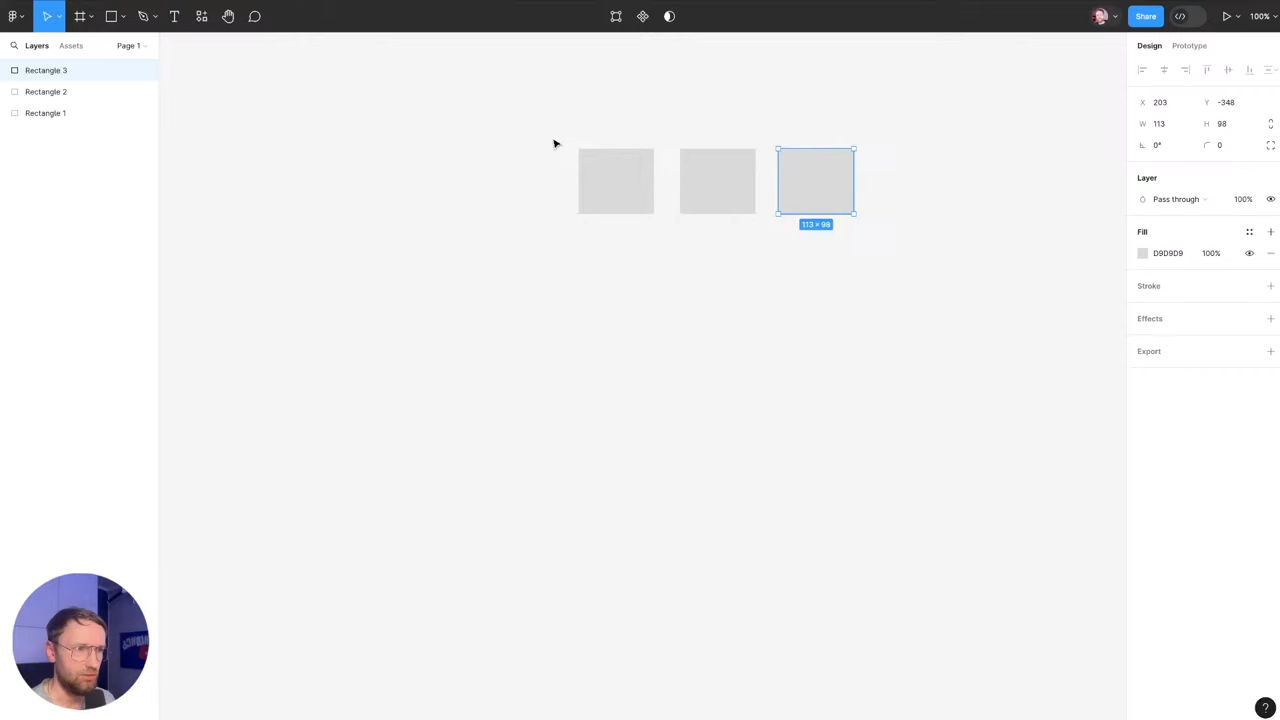 Share
100%
Layers
Assets
Page 1
Design
Prototype
Rectangle 3
Rectangle 2
Rectangle 1
X 203
Y -348
W 113
H 98
0°
0
Layer
Pass through
100%
Fill
D9D9D9
100%
Stroke
Effects
Export
113 × 98
?